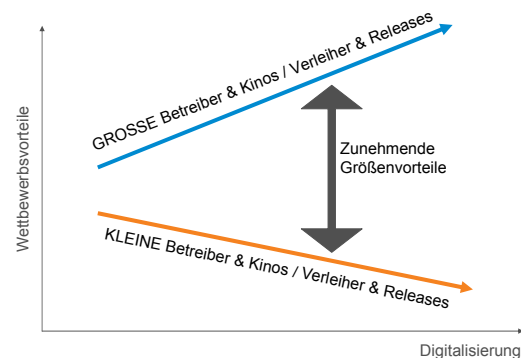 GROSSE Betreiber & Kinos / Verleiher & Releases
Zunehmende
Größenvorteile
KLEINE Betreiber & Kinos / Verleiher & Releases
Wettbewerbsvorteile
Digitalisierung